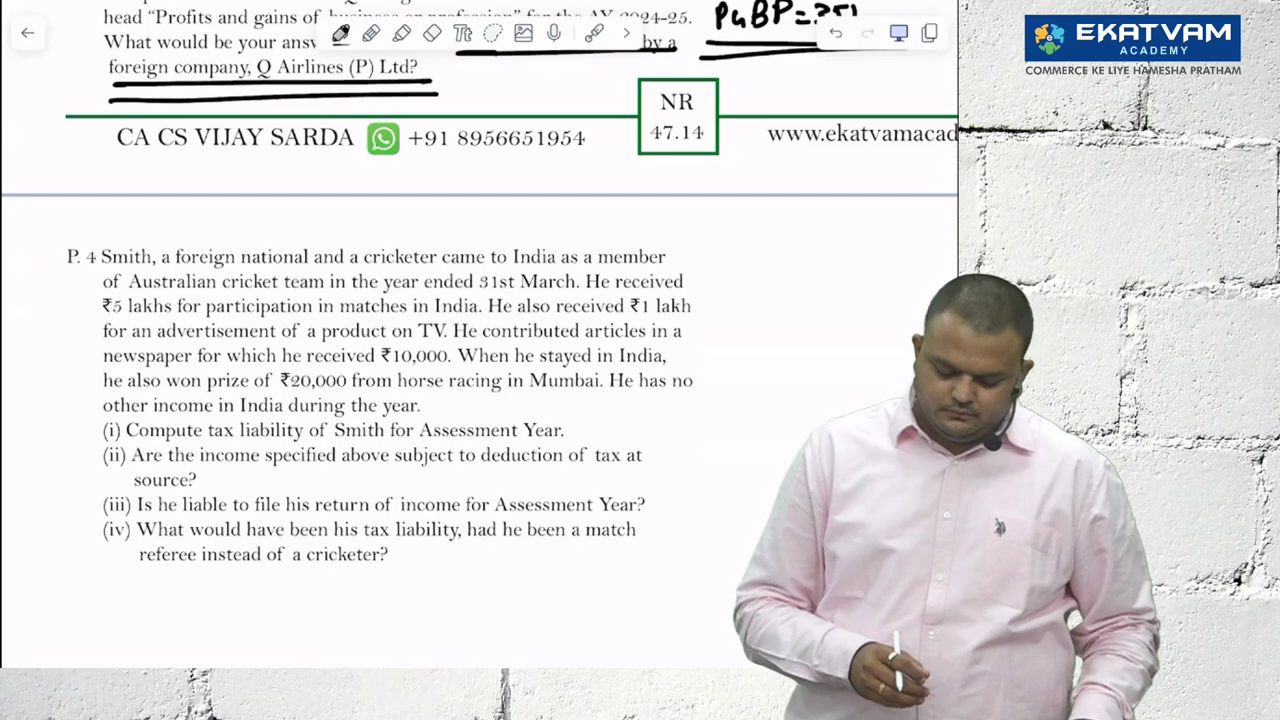 head “Profits and gains of business or profession” for the AY 2024-25.
PGBP=
What would be your by a
foreign company, Q Airlines (P) Ltd?
EKATVAM
ACADEMY
COMMERCE KE LIYE HAMESHA PRATHAM
NR
47.14
CA CS VIJAY SARDA +91 8956651954
www.ekatvamacad
P. 4 Smith, a foreign national and a cricketer came to India as a member
of Australian cricket team in the year ended 31st March. He received
₹5 lakhs for participation in matches in India. He also received ₹1 lakh
for an advertisement of a product on TV. He contributed articles in a
newspaper for which he received ₹10,000. When he stayed in India,
he also won prize of ₹20,000 from horse racing in Mumbai. He has no
other income in India during the year.
(i) Compute tax liability of Smith for Assessment Year.
(ii) Are the income specified above subject to deduction of tax at
source?
(iii) Is he liable to file his return of income for Assessment Year?
(iv) What would have been his tax liability, had he been a match
referee instead of a cricketer?